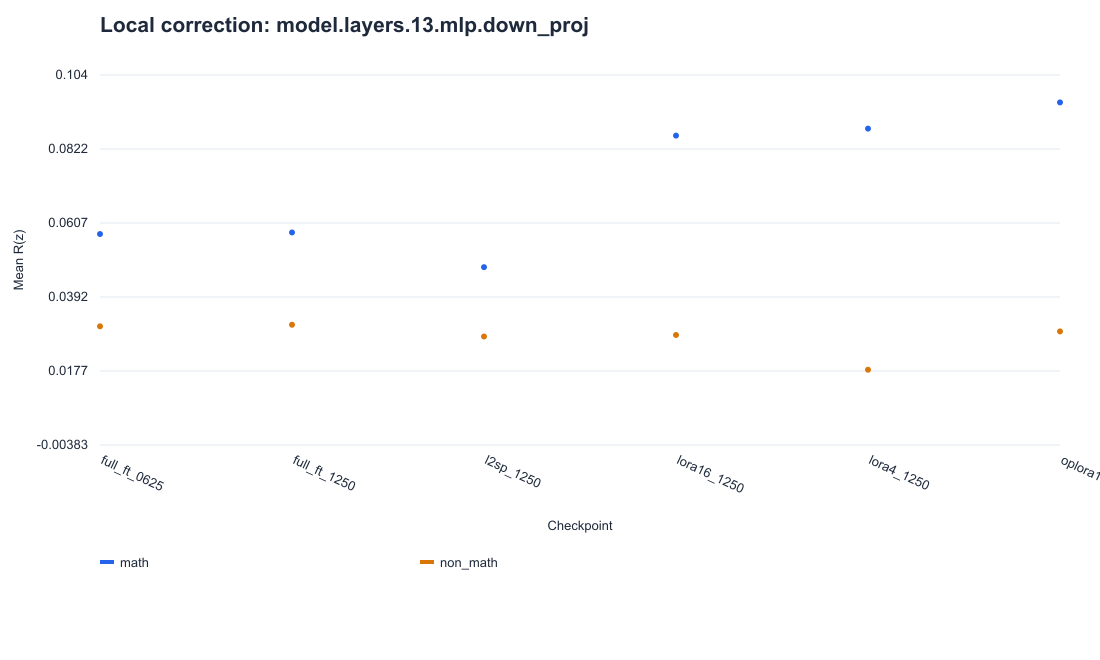 Local correction: model.layers.13.mlp.down_proj
0.104
0.0822
0.0607
0.0392
0.0177
-0.00383
Mean R(z)
full_ft_0625
full_ft_1250
l2sp_1250
lora16_1250
lora4_1250
oplora1
Checkpoint
math
non_math